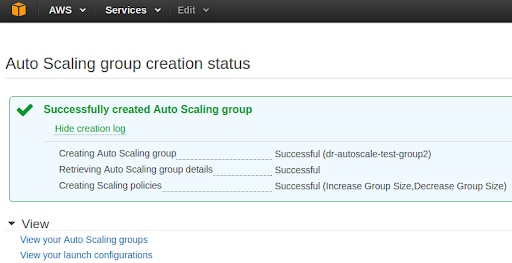 AWS Services Edit
Auto Scaling group creation status
Successfully created Auto Scaling group
Hide creation log
Creating Auto Scaling group Successful (dr-autoscale-test-group2)
Retrieving Auto Scaling group details Successful
Creating Scaling policies Successful (Increase Group Size,Decrease Group Size)
View
View your Auto Scaling groups
View your launch configurations